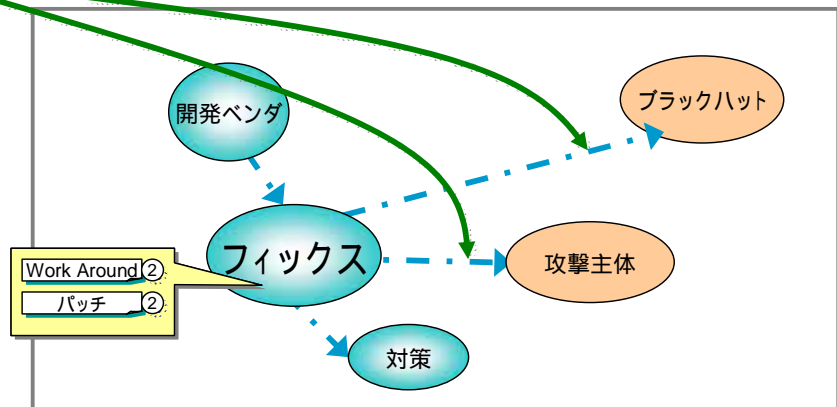 開発ベンダ
ブラックハット
フィックス
攻撃主体
Work Around ②
パッチ ②
対策